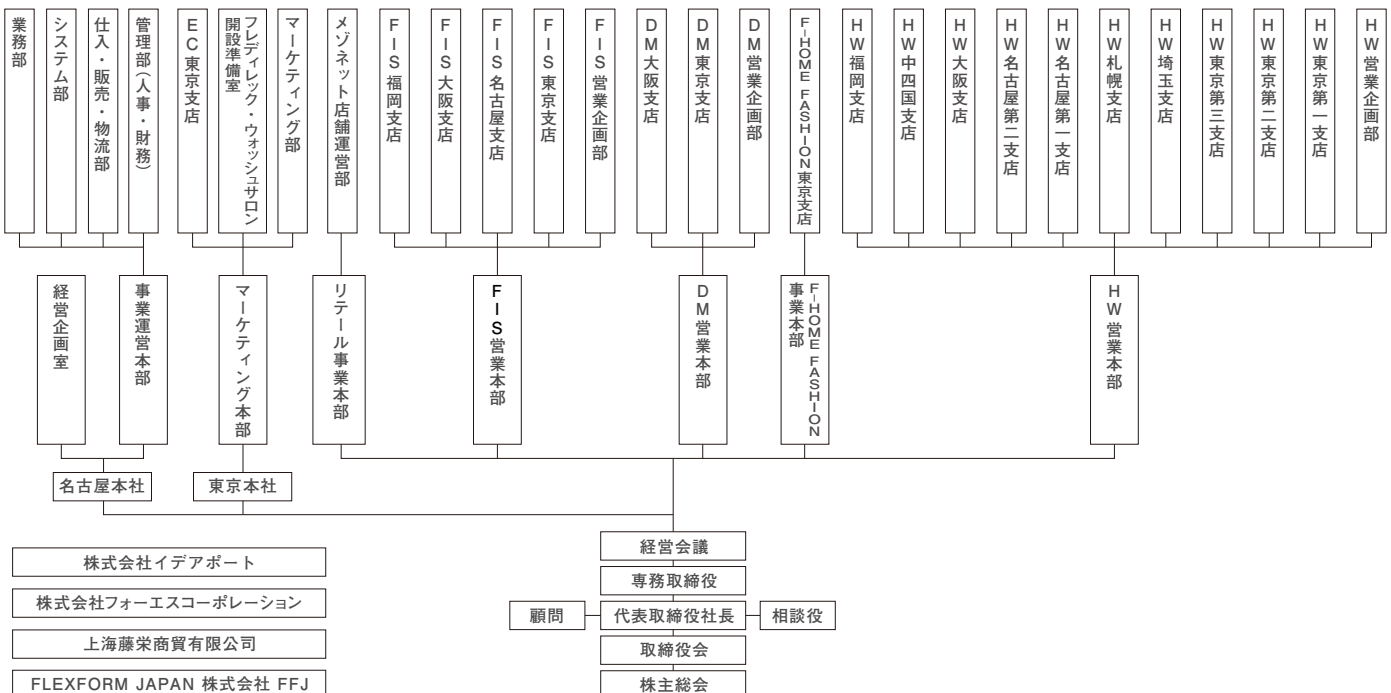 業務部
システム部
仕入・販売・物流部
管理部（人事・財務）
EC東京支店
フレディレック・ウォッシュサロン
開設準備室
マーケティング部
メゾネット店舗運営部
FIS福岡支店
FIS大阪支店
FIS名古屋支店
FIS東京支店
FIS営業企画部
DM大阪支店
DM東京支店
DM営業企画部
F-HOME FASHION東京支店
HW福岡支店
HW中四国支店
HW大阪支店
HW名古屋第二支店
HW名古屋第一支店
HW札幌支店
HW埼玉支店
HW東京第三支店
HW東京第二支店
HW東京第一支店
HW営業企画部
経営企画室
事業運営本部
マーケティング本部
リテール事業本部
FIS営業本部
DM営業本部
F-HOME FASHION
事業本部
HW営業本部
名古屋本社
東京本社
経営会議
専務取締役
顧問
代表取締役社長
相談役
取締役会
株主総会
株式会社イデアポート
株式会社フォーエスコーポレーション
上海藤栄商貿有限公司
FLEXFORM JAPAN 株式会社 FFJ